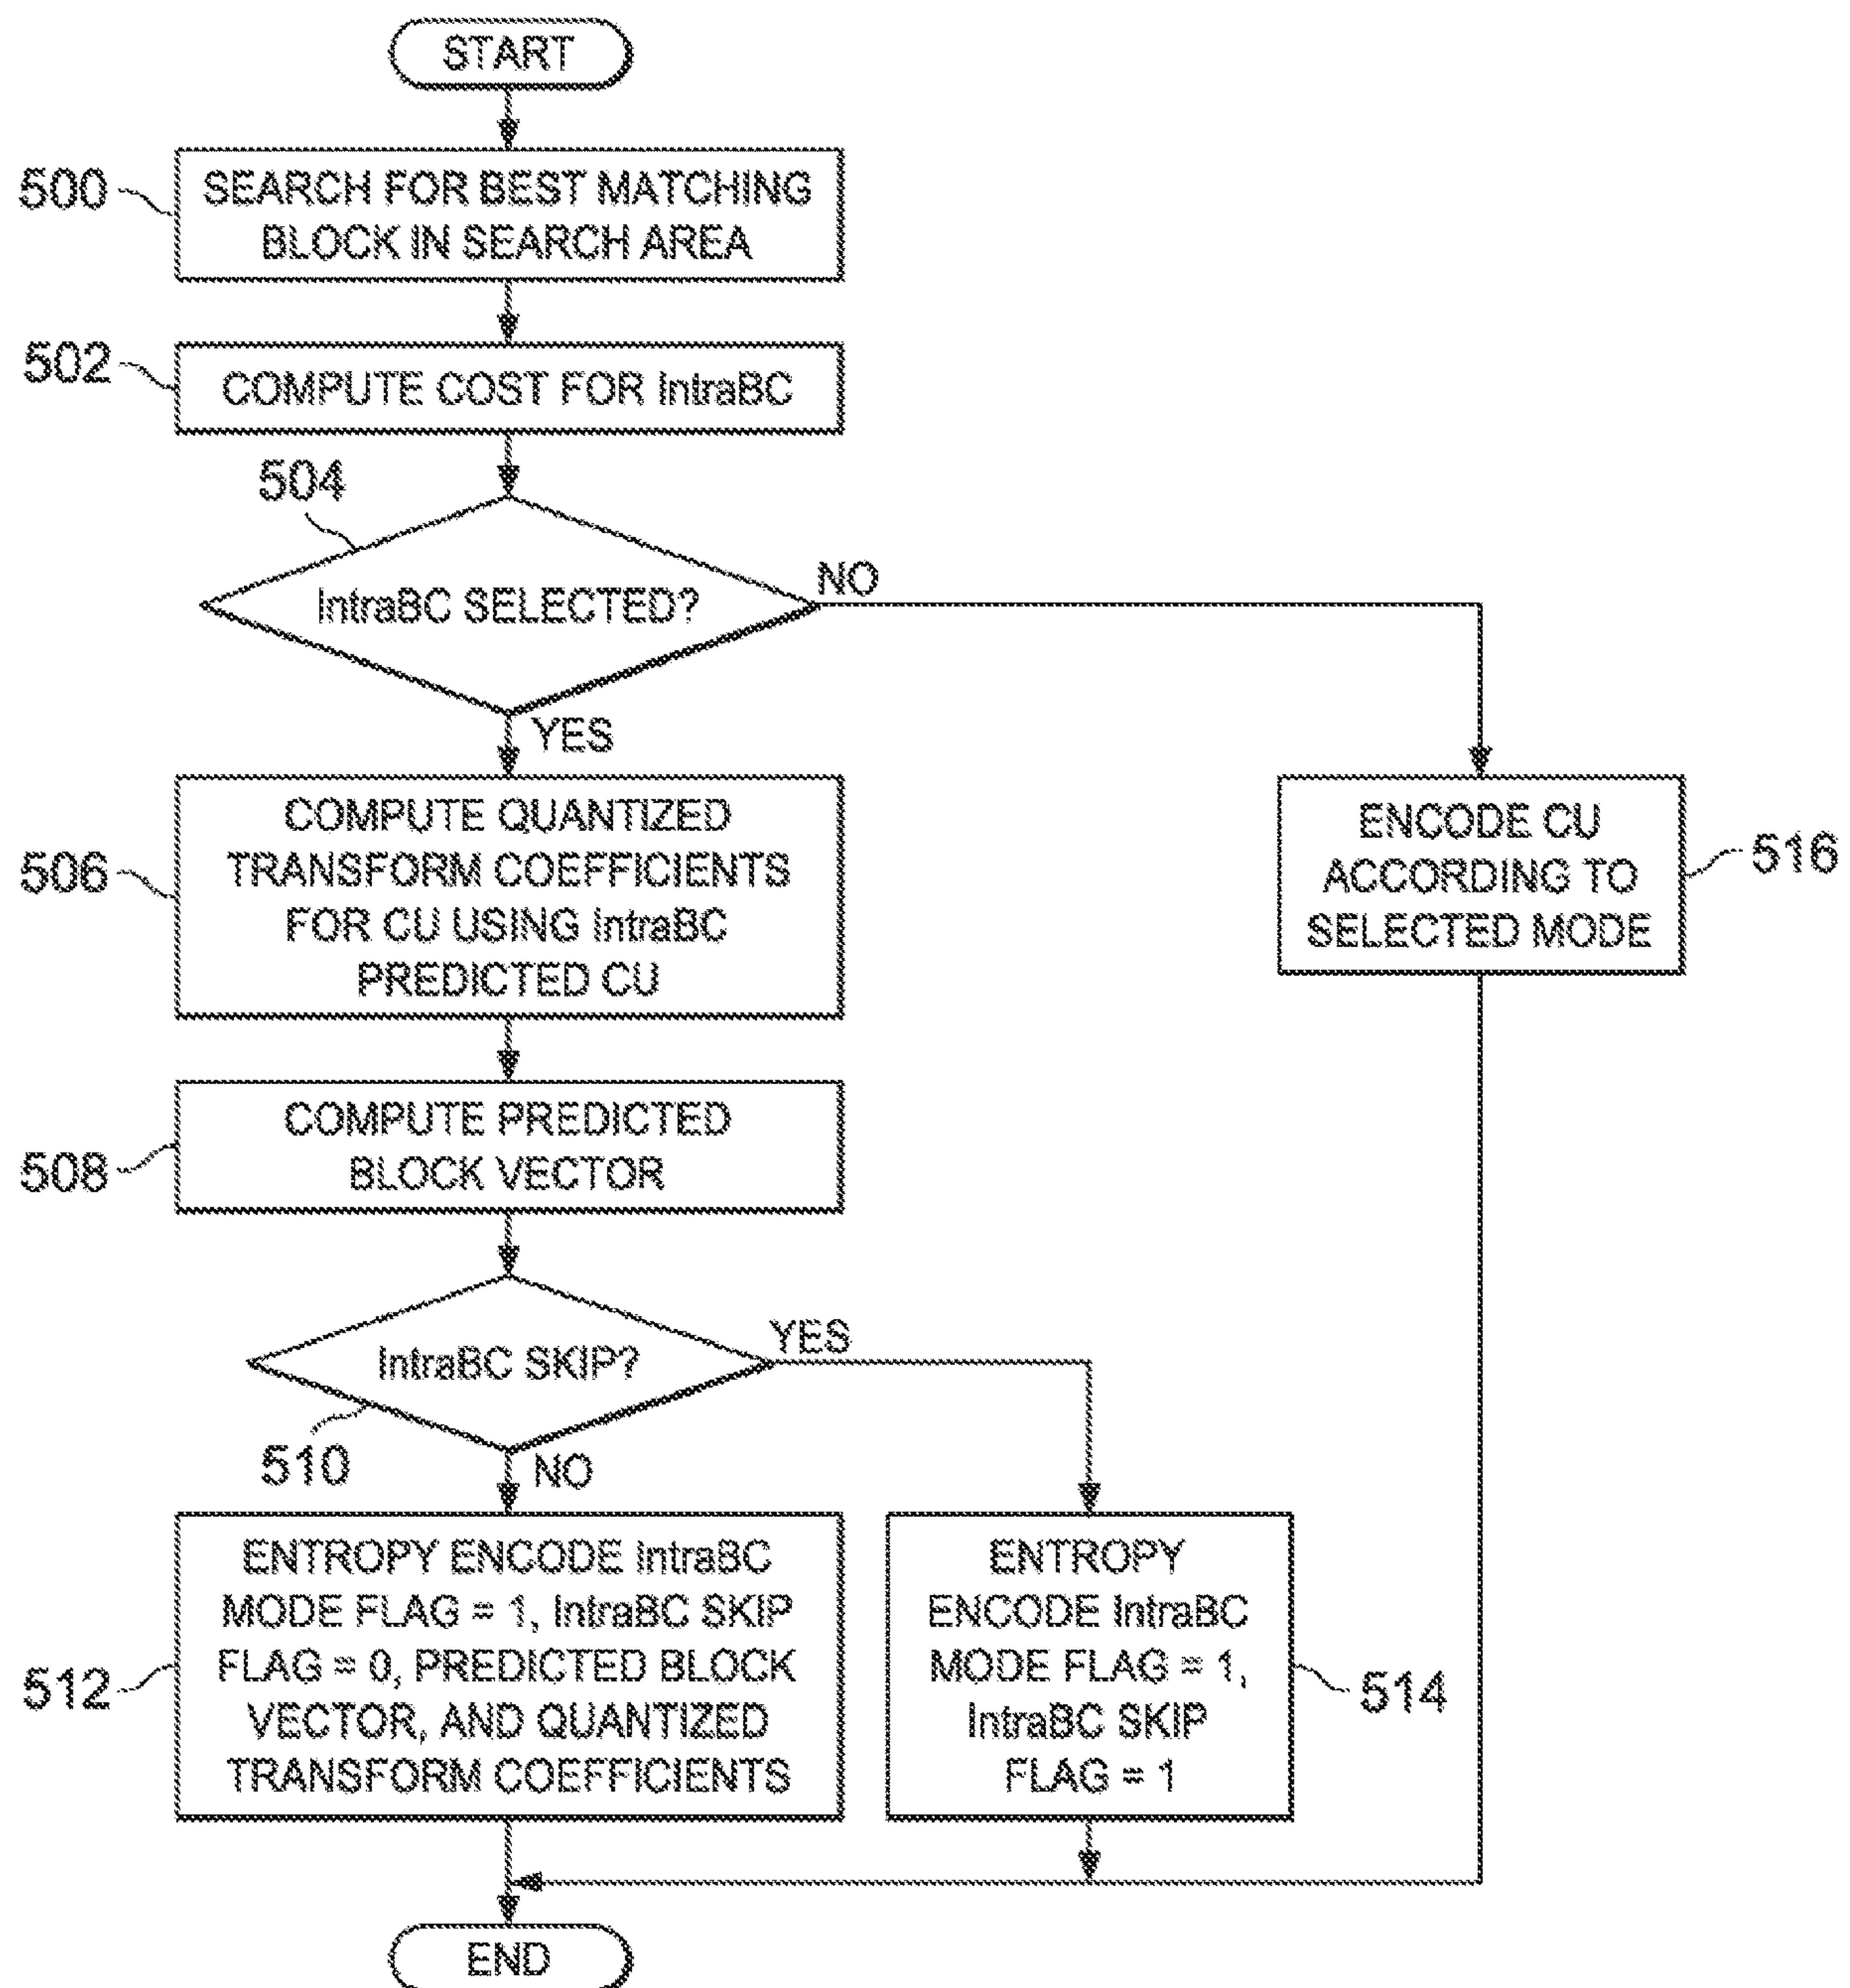 START
500
SEARCH FOR BEST MATCHING
BLOCK IN SEARCH AREA
502
COMPUTE COST FOR IntraBC
504
IntraBC SELECTED?
NO
YES
506
COMPUTE QUANTIZED
TRANSFORM COEFFICIENTS
FOR CU USING IntraBC
PREDICTED CU
ENCODE CU
ACCORDING TO
SELECTED MODE
516
508
COMPUTE PREDICTED
BLOCK VECTOR
IntraBC SKIP?
YES
510
NO
512
ENTROPY ENCODE IntraBC
MODE FLAG = 1, IntraBC SKIP
FLAG = 0, PREDICTED BLOCK
VECTOR, AND QUANTIZED
TRANSFORM COEFFICIENTS
ENTROPY
ENCODE IntraBC
MODE FLAG = 1,
IntraBC SKIP
FLAG = 1
514
END